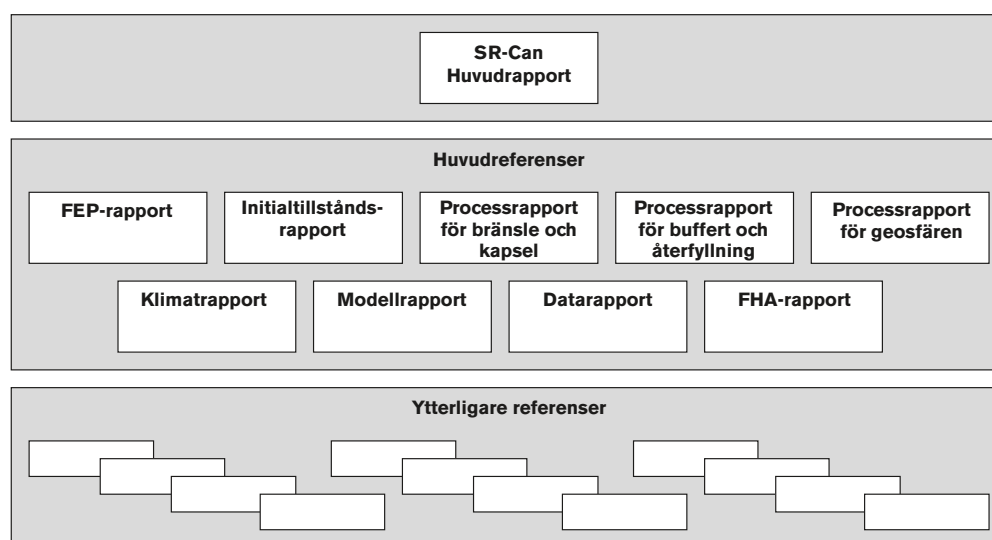 SR-Can
Huvudrapport
Huvudreferenser
FEP-rapport
Initialtillstånds-
rapport
Processrapport
för bränsle och
kapsel
Processrapport
för buffert och
återfyllning
Processrapport
för geosfären
Klimatrapport
Modellrapport
Datarapport
FHA-rapport
Ytterligare referenser